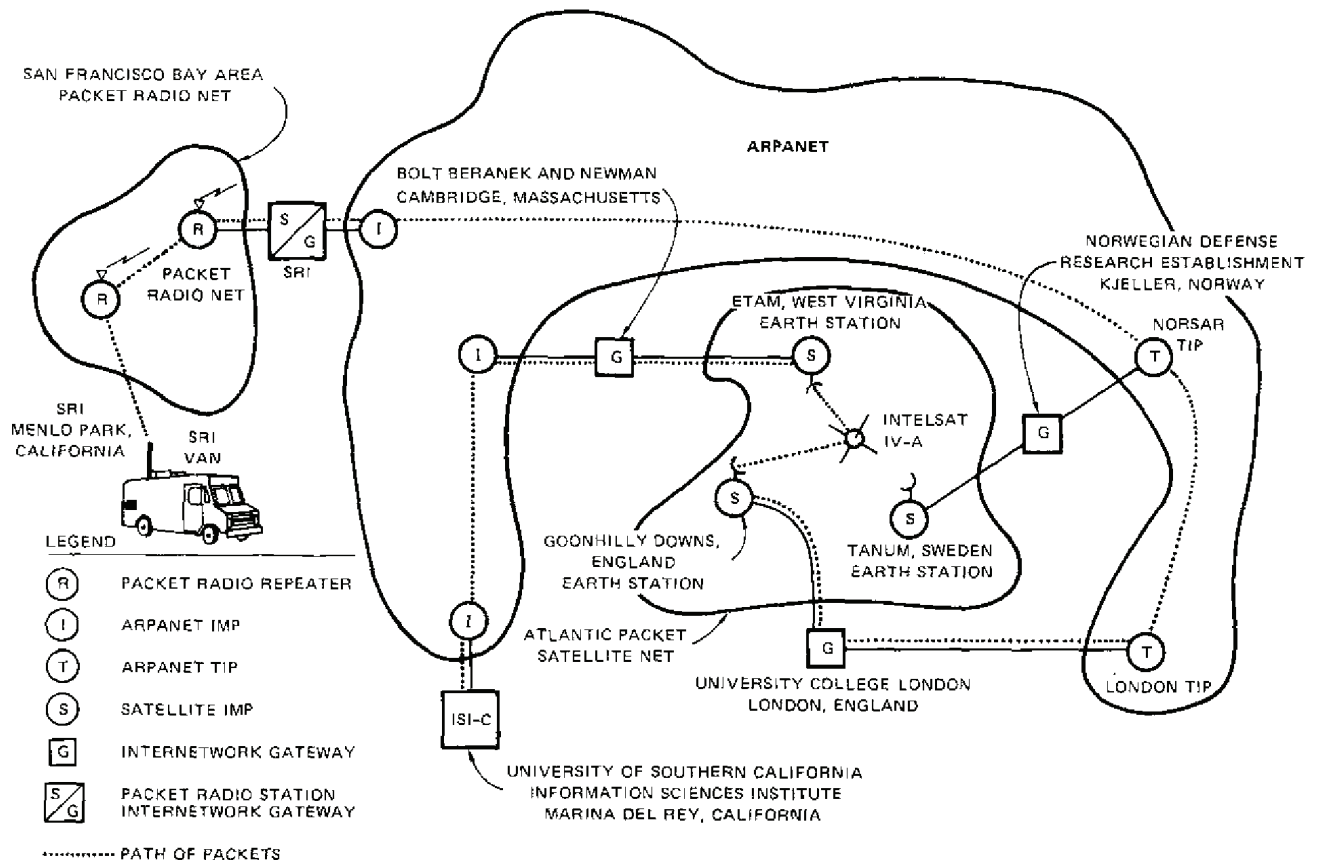 SAN FRANCISCO BAY AREA
PACKET RADIO NET
ARPANET
BOLT BERANEK AND NEWMAN
CAMBRIDGE, MASSACHUSETTS
R
S
G
I
SRI
PACKET
RADIO NET
R
NORWEGIAN DEFENSE
RESEARCH ESTABLISHMENT
KJELLER, NORWAY
ETAM, WEST VIRGINIA
EARTH STATION
NORSAR
TIP
I
G
S
T
SRI
MENLO PARK,
CALIFORNIA
SRI
VAN
INTELSAT
IV-A
G
S
S
GOONHILLY DOWNS,
ENGLAND
EARTH STATION
TANUM, SWEDEN
EARTH STATION
I
ATLANTIC PACKET
SATELLITE NET
G
T
UNIVERSITY COLLEGE LONDON
LONDON, ENGLAND
LONDON TIP
ISI-C
UNIVERSITY OF SOUTHERN CALIFORNIA
INFORMATION SCIENCES INSTITUTE
MARINA DEL REY, CALIFORNIA
LEGEND
R PACKET RADIO REPEATER
I ARPANET IMP
T ARPANET TIP
S SATELLITE IMP
G INTERNETWORK GATEWAY
S
G
PACKET RADIO STATION
INTERNETWORK GATEWAY
PATH OF PACKETS